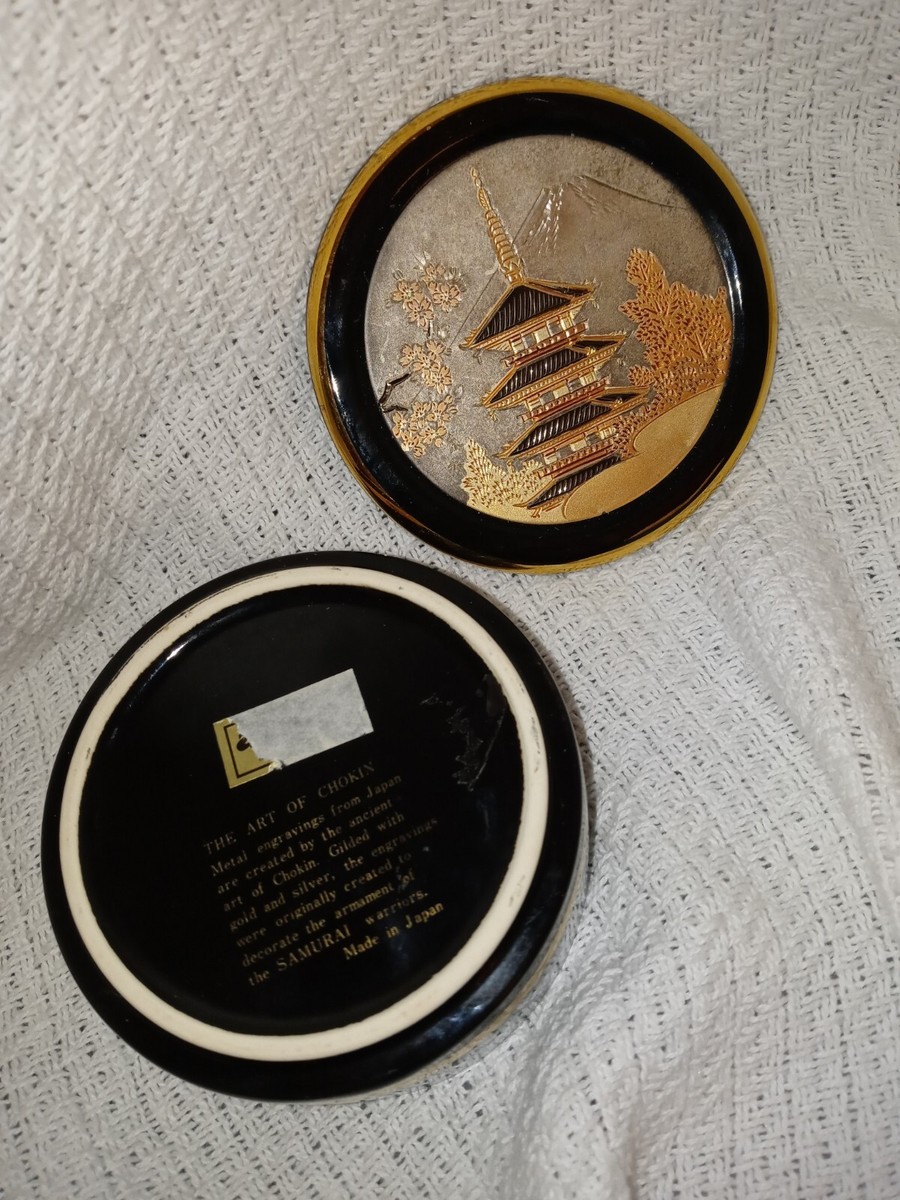 THE ART OF CHOKIN
Metal engravings from Japan
are created by the ancient
art of Chokin. Gilded with
gold and silver, the engravings
were originally created to
decorate the armament of
the SAMURAI warriors.
Made in Japan